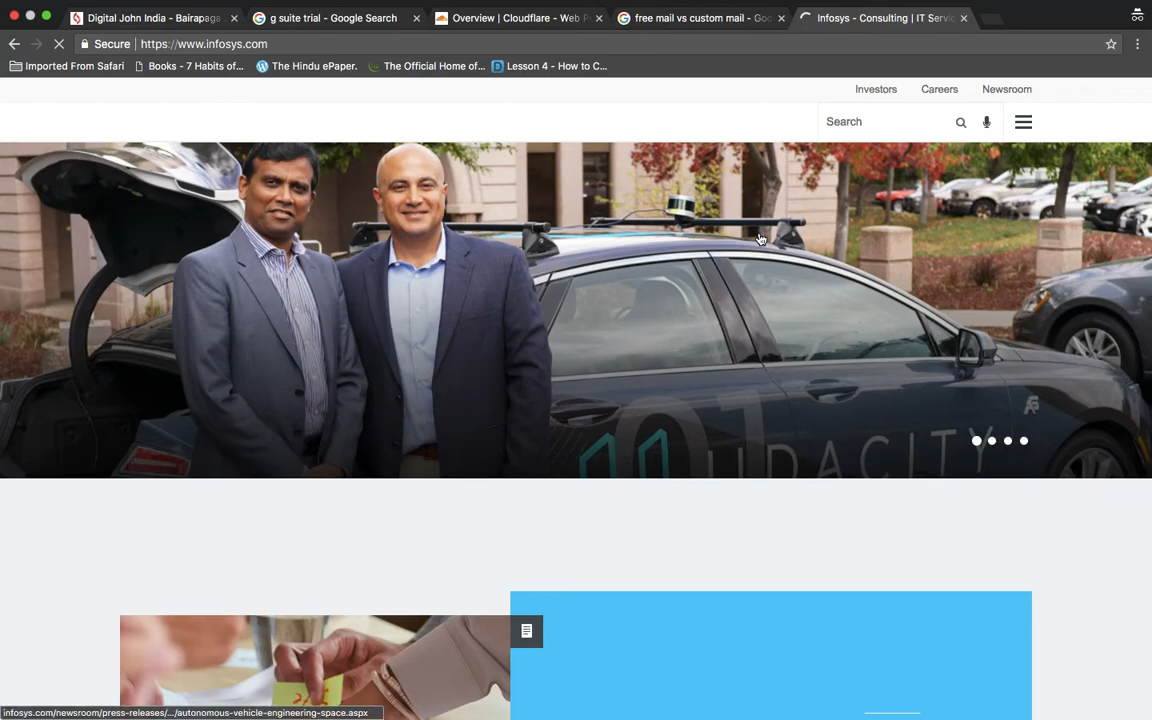 Digital John India - Bairapaga
g suite trial - Google Search
Overview | Cloudflare - Web P
free mail vs custom mail - Goo
Infosys - Consulting | IT Servic
Secure
https://www.infosys.com
Imported From Safari
Books - 7 Habits of...
The Hindu ePaper.
The Official Home of...
Lesson 4 - How to C...
Investors
Careers
Newsroom
Search
UDACITY
infosys.com/newsroom/press-releases/.../autonomous-vehicle-engineering-space.aspx